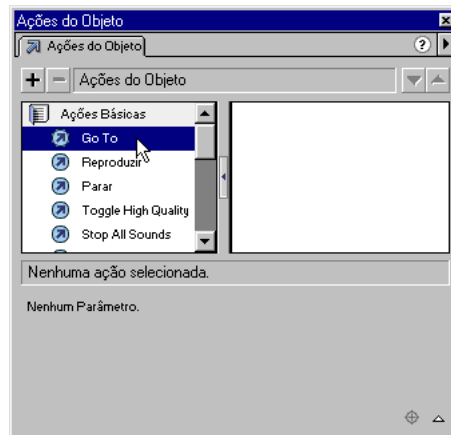 Ações do Objeto
Ações do Objeto
?
+ − Ações do Objeto
Ações Básicas
Go To
Reproduzir
Parar
Toggle High Quality
Stop All Sounds
Nenhuma ação selecionada.
Nenhum Parâmetro.